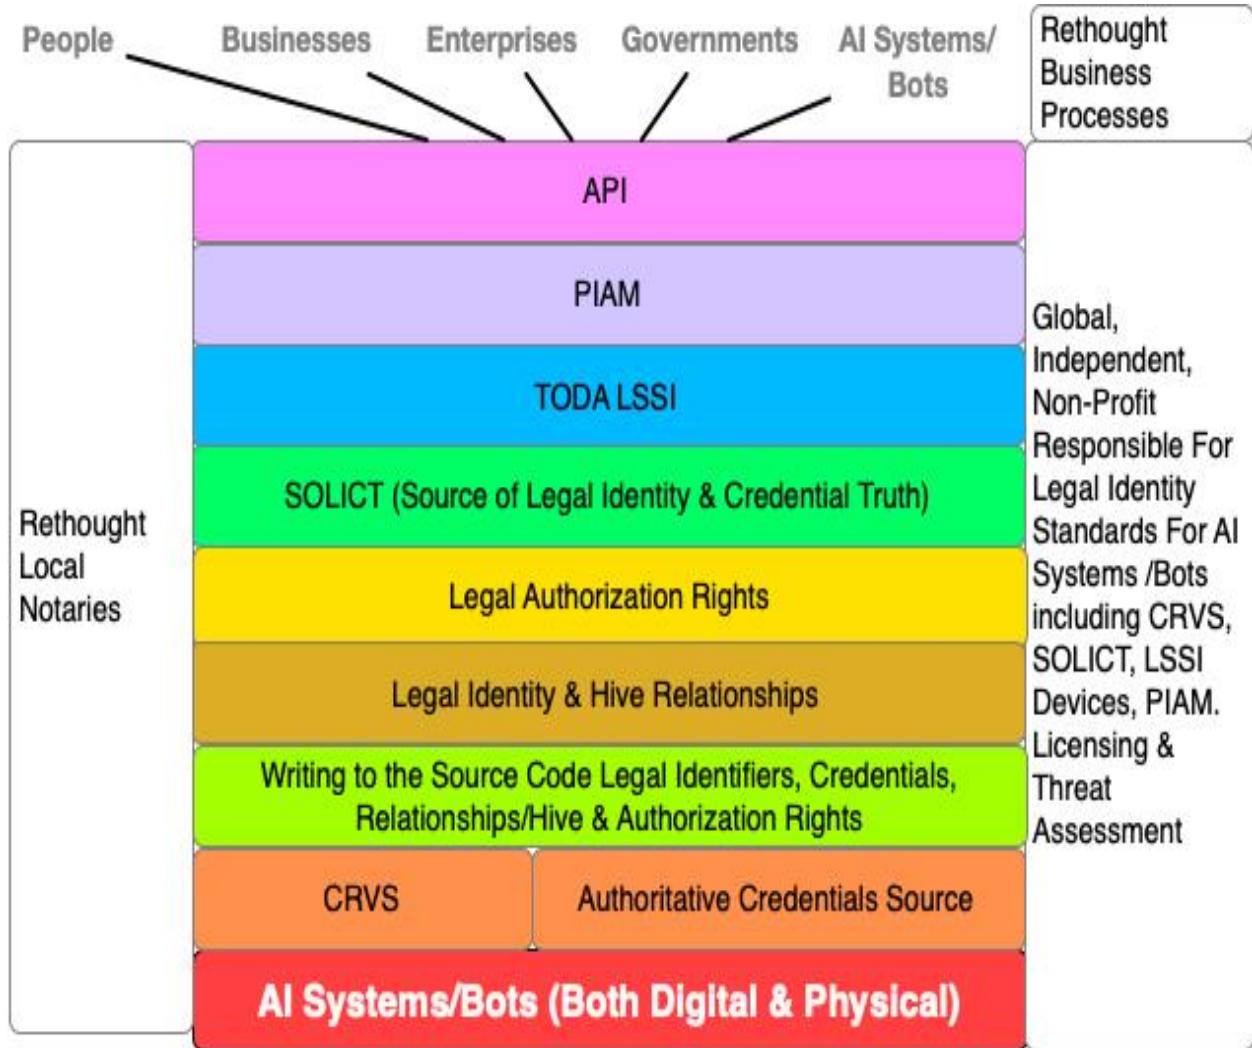 People
Businesses
Enterprises
Governments
AI Systems/
Bots
Rethought
Business
Processes
API
PIAM
TODA LSSI
SOLICT (Source of Legal Identity & Credential Truth)
Legal Authorization Rights
Legal Identity & Hive Relationships
Writing to the Source Code Legal Identifiers, Credentials,
Relationships/Hive & Authorization Rights
CRVS
Authoritative Credentials Source
AI Systems/Bots (Both Digital & Physical)
Rethought
Local
Notaries
Global,
Independent,
Non-Profit
Responsible For
Legal Identity
Standards For AI
Systems /Bots
including CRVS,
SOLICT, LSSI
Devices, PIAM.
Licensing &
Threat
Assessment